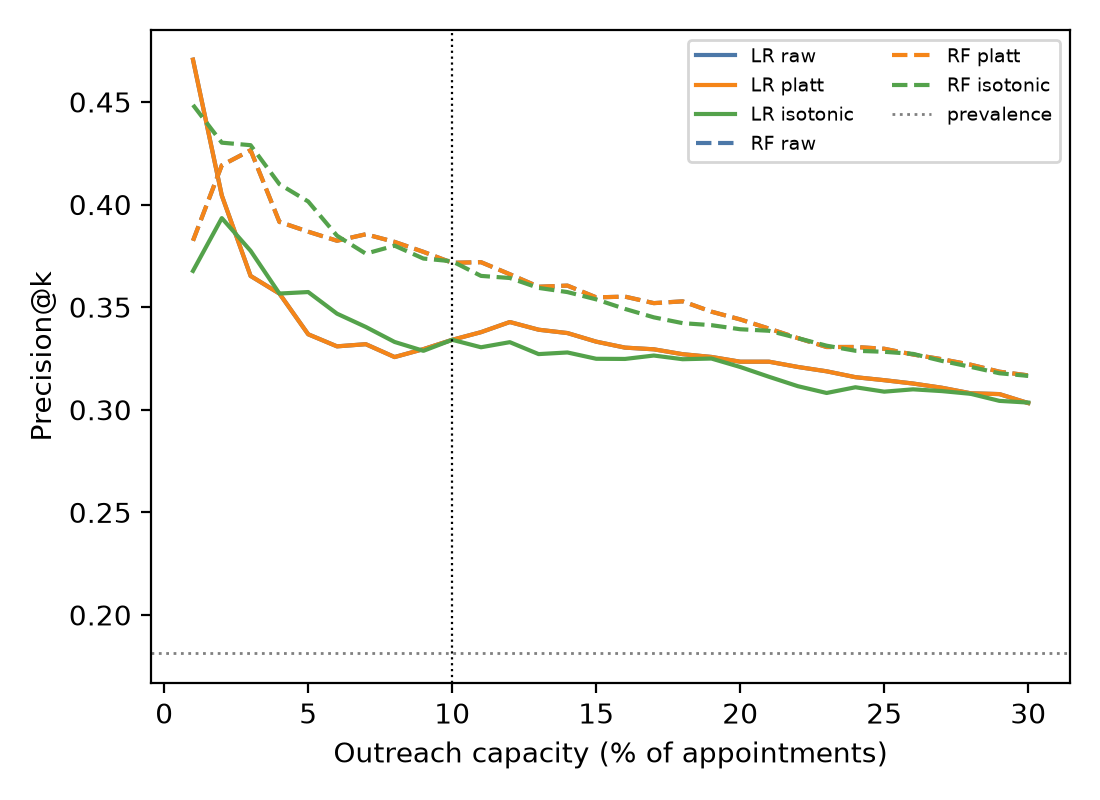 LR raw
LR platt
LR isotonic
RF raw
RF platt
RF isotonic
prevalence
Precision@k
0.45
0.40
0.35
0.30
0.25
0.20
0
5
10
15
20
25
30
Outreach capacity (% of appointments)